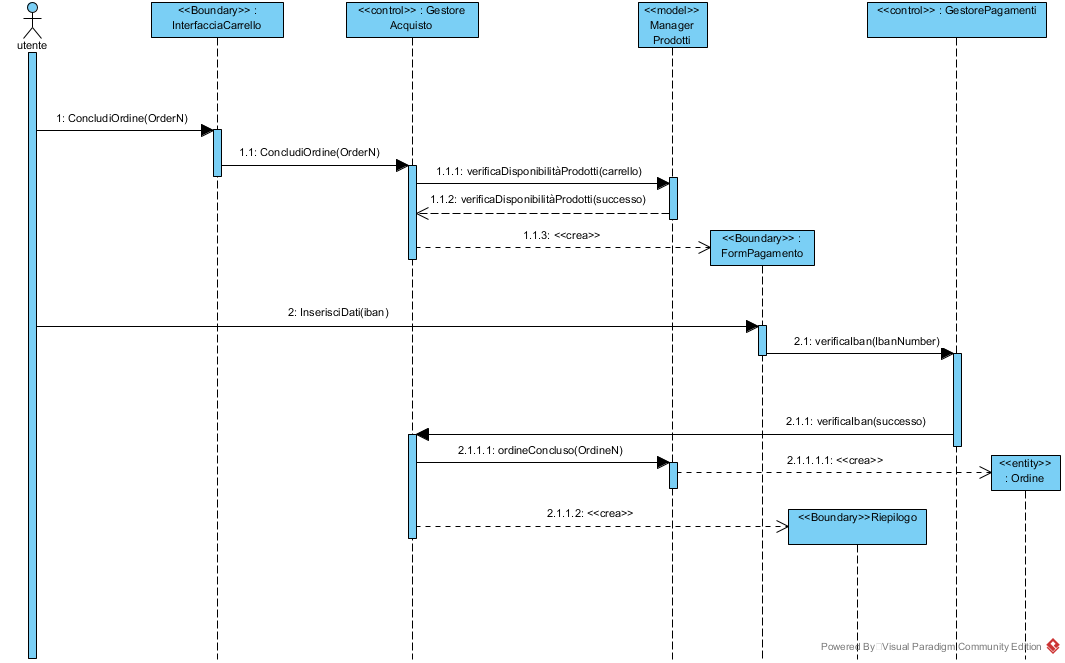 <<Boundary>> :
InterfacciaCarrello
<<control>> : Gestore
Acquisto
<<model>>
Manager
Prodotti
<<control>> : GestorePagamenti
utente
1: ConcludiOrdine(OrderN)
1.1: ConcludiOrdine(OrderN)
1.1.1: verificaDisponibilitàProdotti(carrello)
1.1.2: verificaDisponibilitàProdotti(successo)
1.1.3: <<crea>>
<<Boundary>> :
FormPagamento
2: InserisciDati(iban)
2.1: verificaIban(IbanNumber)
2.1.1: verificaIban(successo)
2.1.1.1: ordineConcluso(OrdineN)
2.1.1.1.1: <<crea>>
<<entity>>
: Ordine
2.1.1.2: <<crea>>
<<Boundary>>Riepilogo
Powered By Visual Paradigm Community Edition